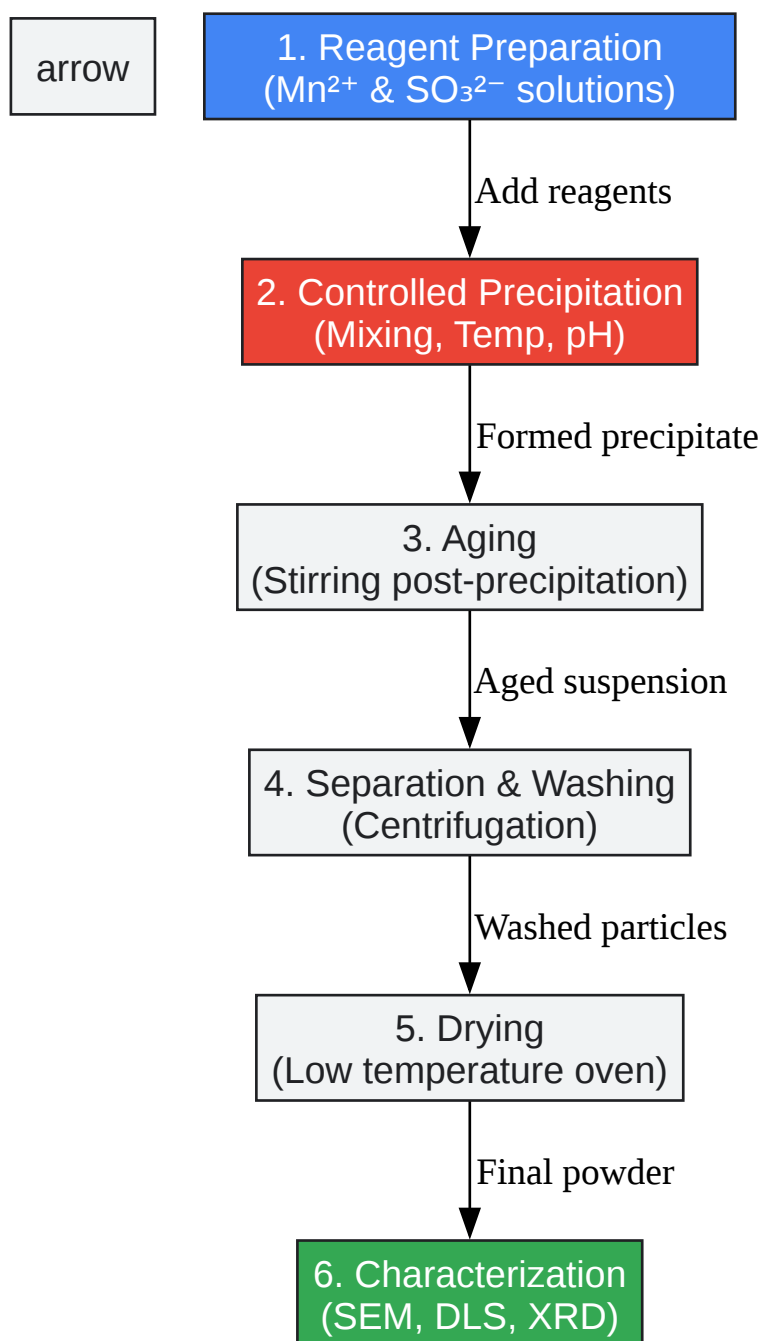 arrow
1. Reagent Preparation
(Mn²⁺ & SO₃²⁻ solutions)
Add reagents
2. Controlled Precipitation
(Mixing, Temp, pH)
Formed precipitate
3. Aging
(Stirring post-precipitation)
Aged suspension
4. Separation & Washing
(Centrifugation)
Washed particles
5. Drying
(Low temperature oven)
Final powder
6. Characterization
(SEM, DLS, XRD)